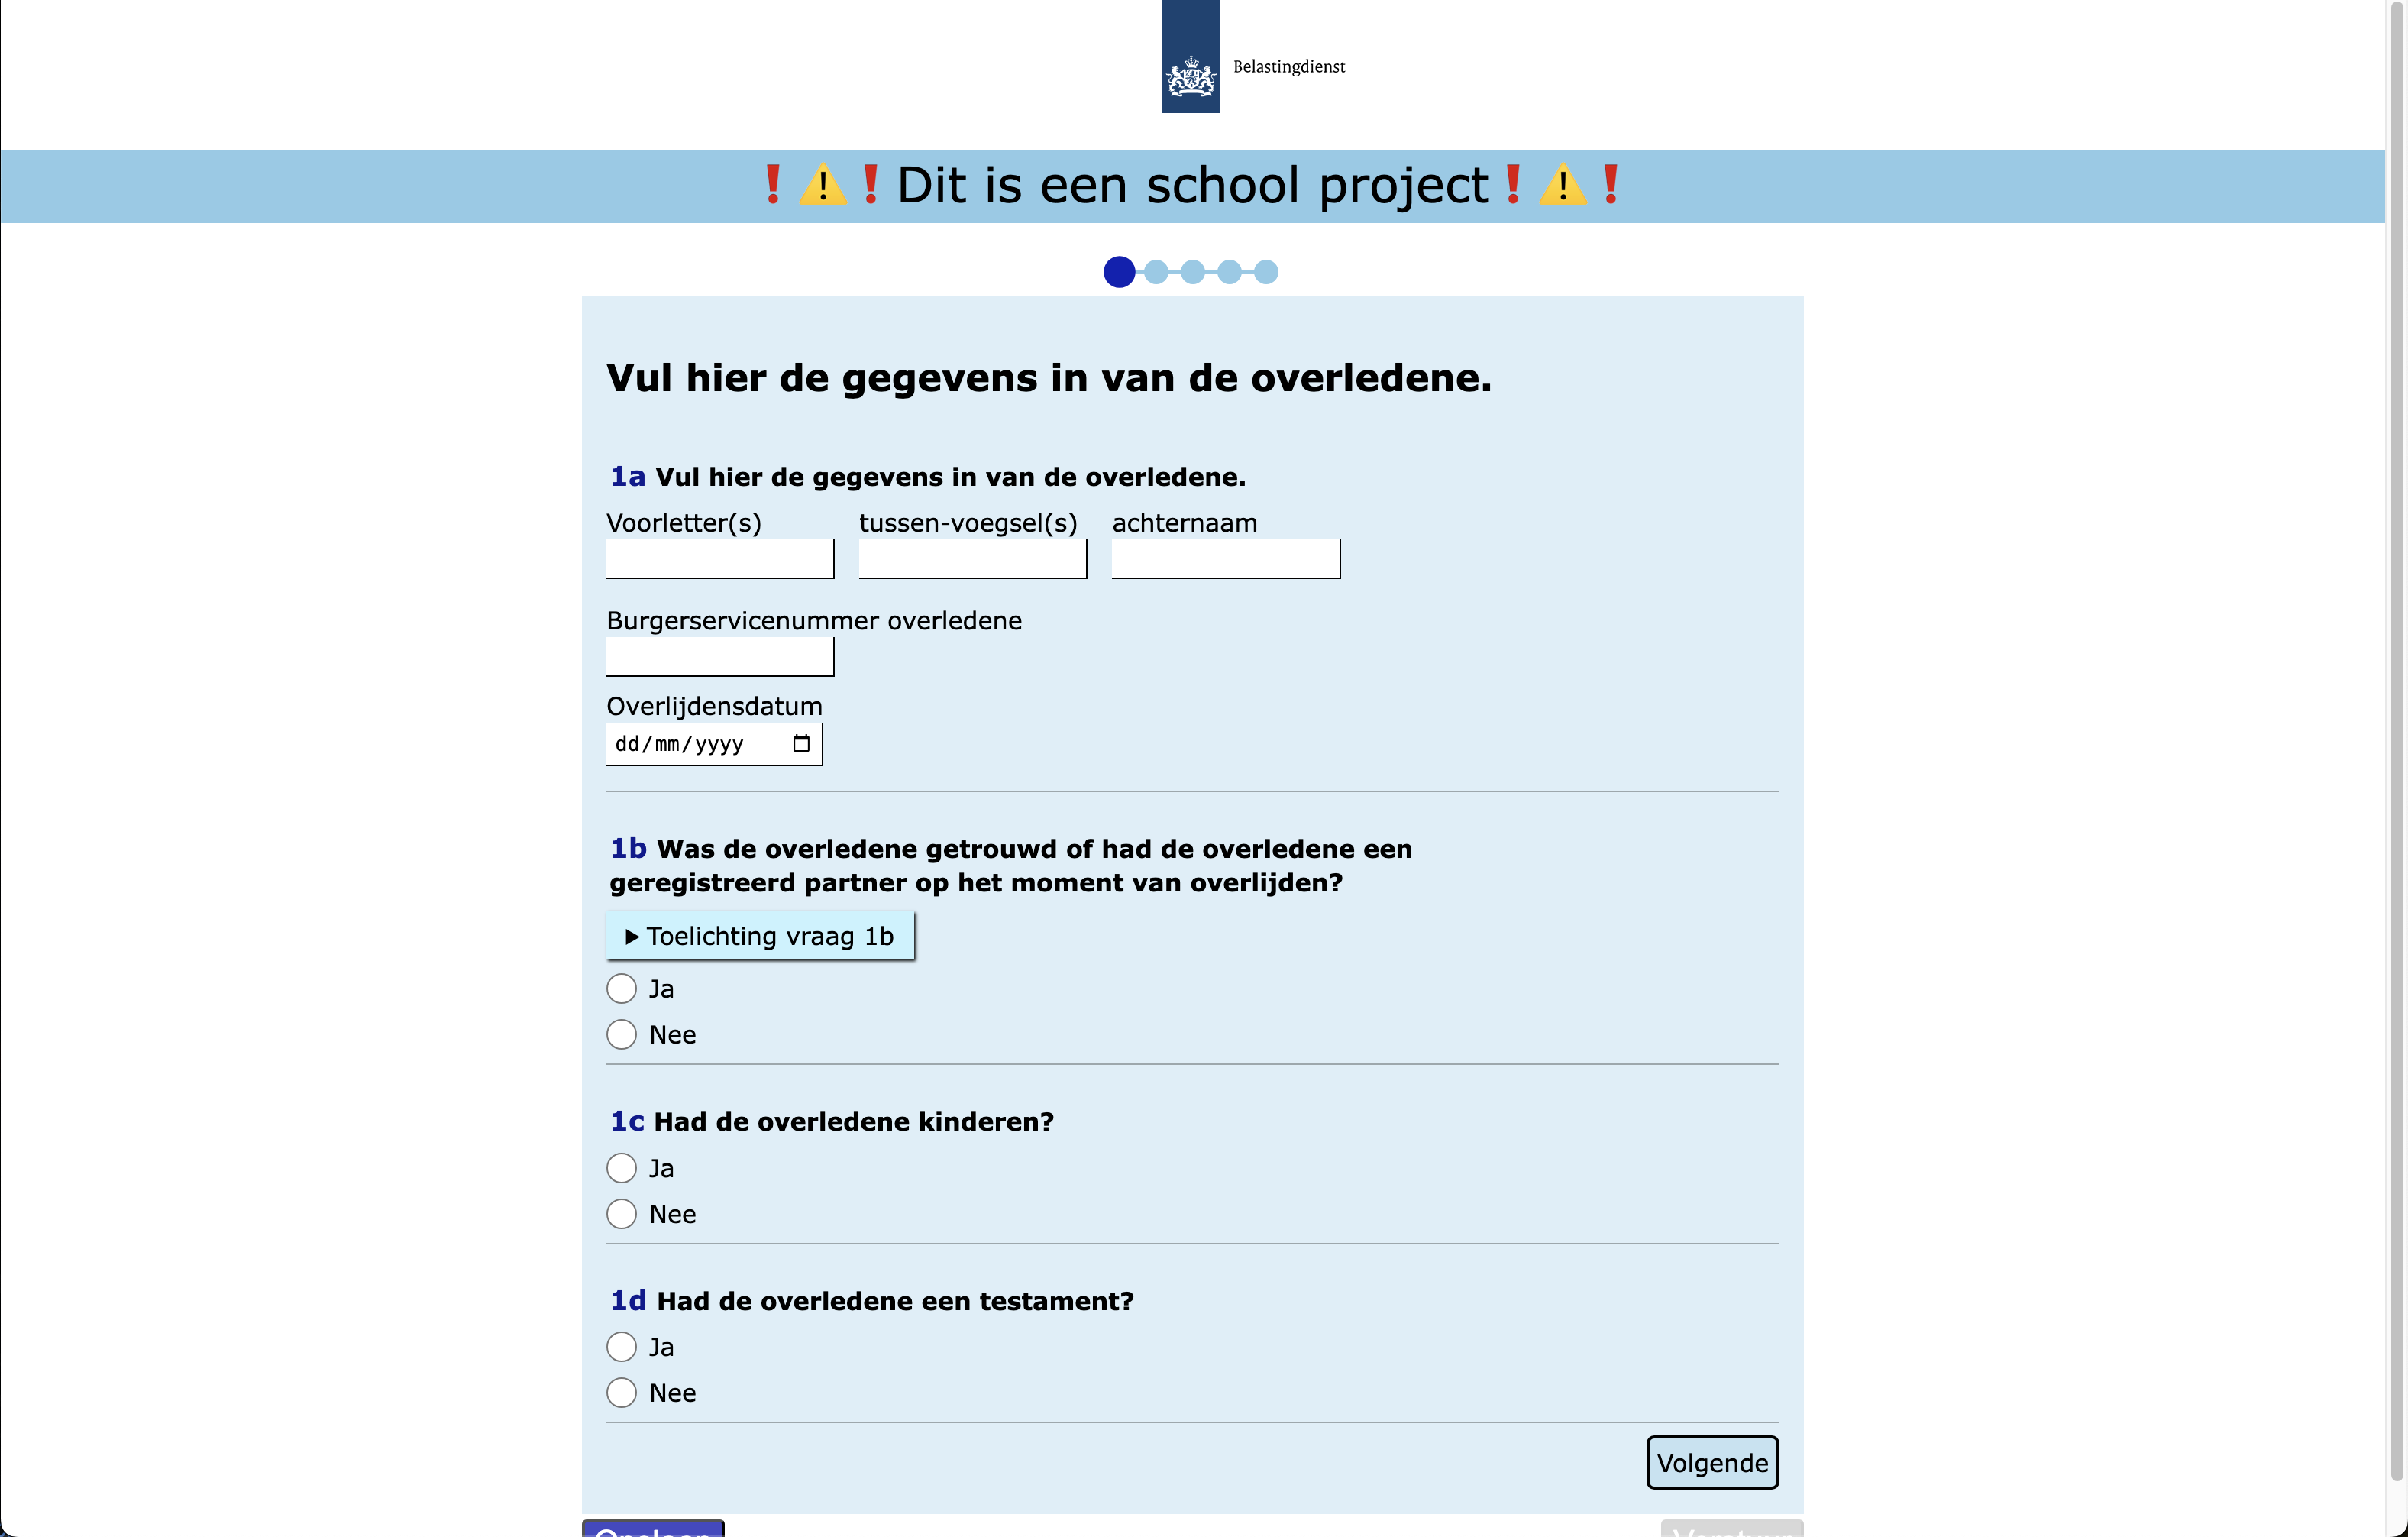 Belastingdienst
❗⚠️❗Dit is een school project❗⚠️❗
Vul hier de gegevens in van de overledene.
1a Vul hier de gegevens in van de overledene.
Voorletter(s) tussen-voegsel(s) achternaam
Burgerservicenummer overledene
Overlijdensdatum
dd/mm/yyyy
1b Was de overledene getrouwd of had de overledene een
geregistreerd partner op het moment van overlijden?
Toelichting vraag 1b
Ja
Nee
1c Had de overledene kinderen?
Ja
Nee
1d Had de overledene een testament?
Ja
Nee
Volgende